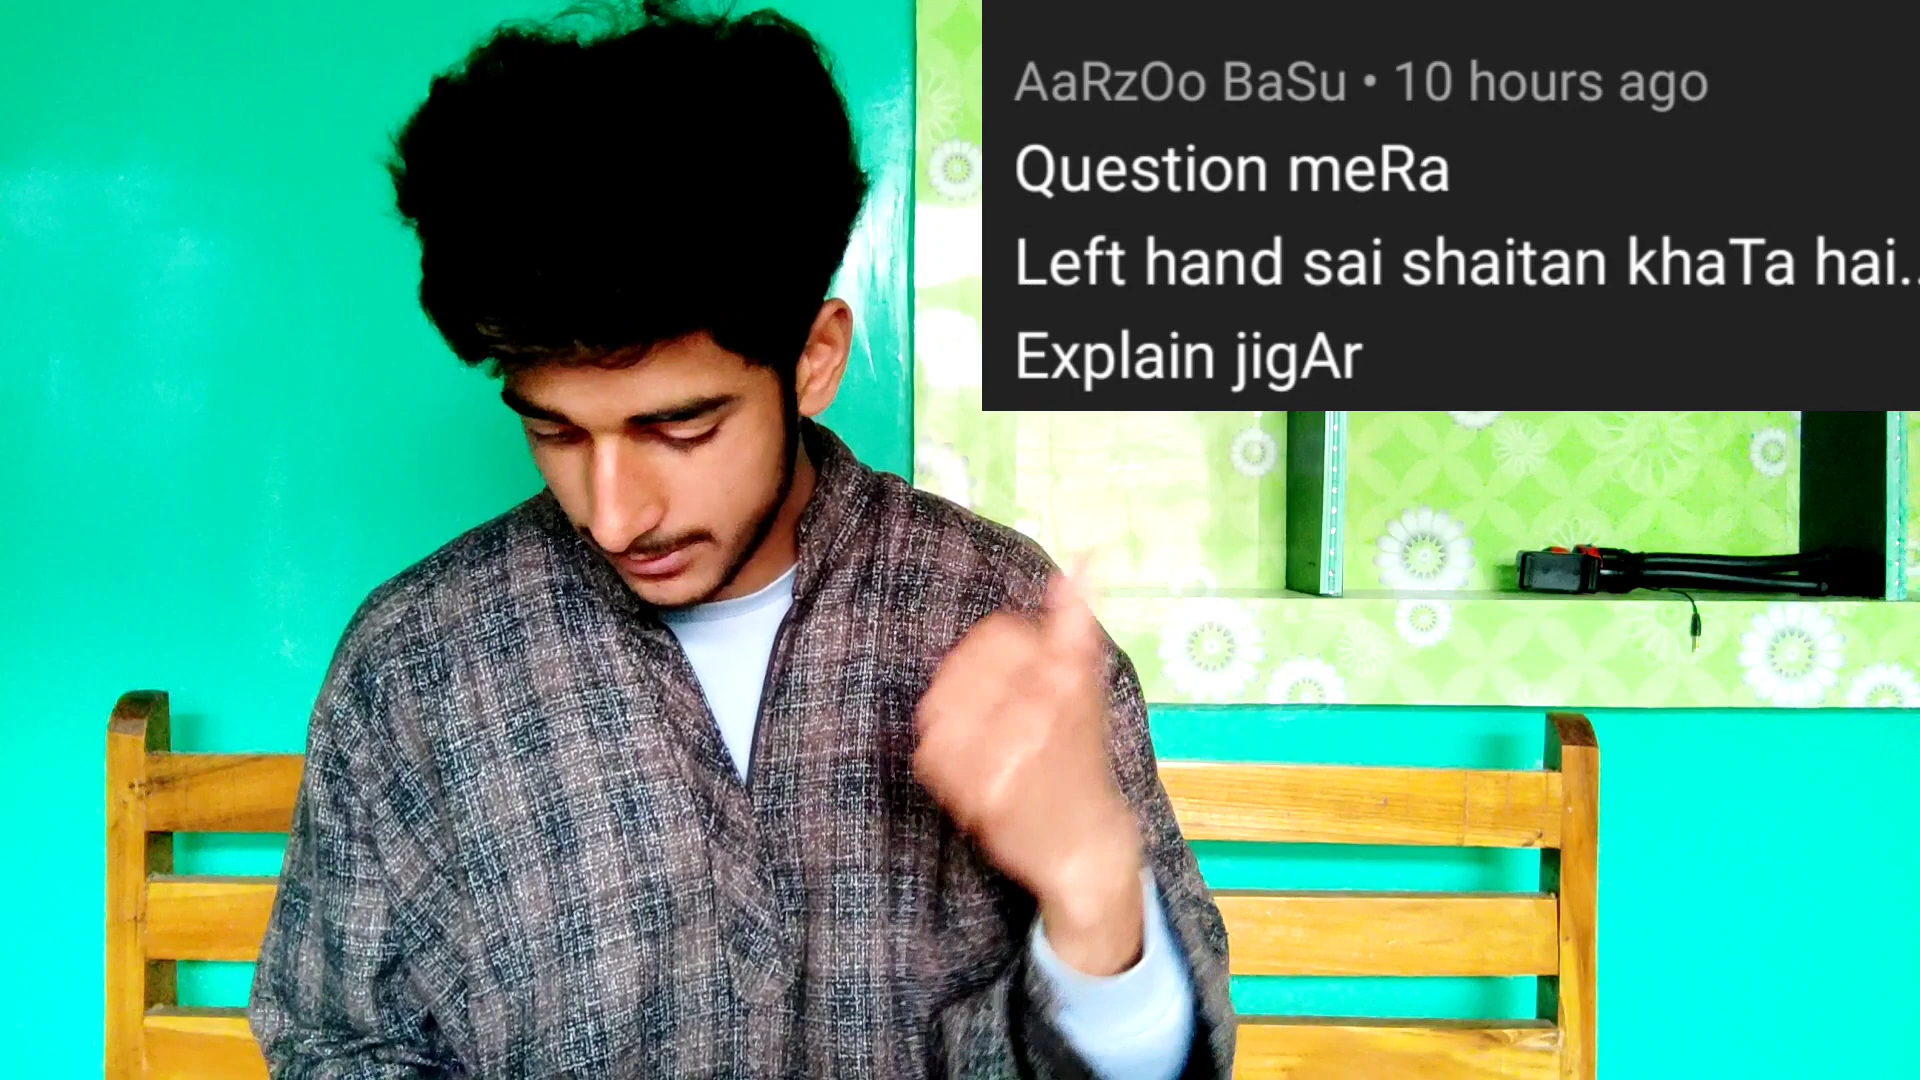 AaRzOo BaSu • 10 hours ago
Question meRa
Left hand sai shaitan khaTa hai..
Explain jigAr